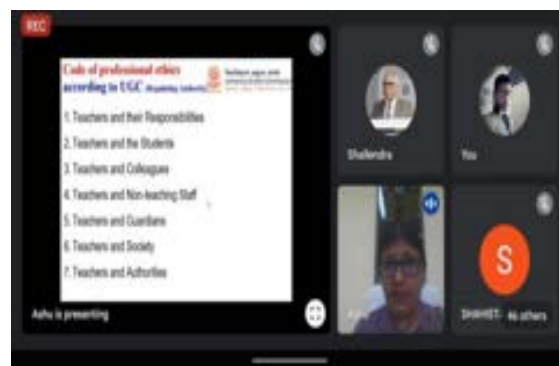 REC
Code of professional ethics
according to UGC (Regulating Authority)
1. Teachers and their Responsibilities
2. Teachers and the Students
3. Teachers and Colleagues
4. Teachers and Non-teaching Staff
5. Teachers and Guardians
6. Teachers and Society
7. Teachers and Authorities
Ashu is presenting
Shailendra
You
S
46 others